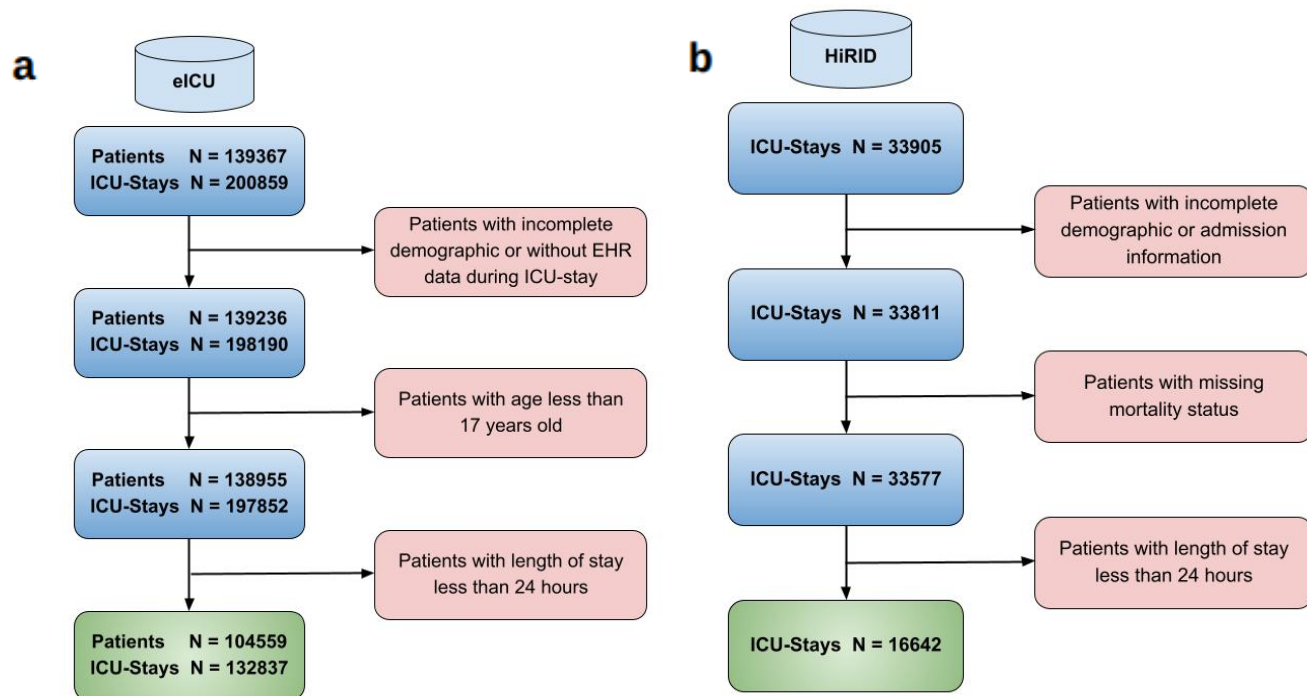 a
eICU
Patients N = 139367
ICU-Stays N = 200859
Patients with incomplete
demographic or without EHR
data during ICU-stay
Patients N = 139236
ICU-Stays N = 198190
Patients with age less than
17 years old
Patients N = 138955
ICU-Stays N = 197852
Patients with length of stay
less than 24 hours
Patients N = 104559
ICU-Stays N = 132837
b
HiRID
ICU-Stays N = 33905
Patients with incomplete
demographic or admission
information
ICU-Stays N = 33811
Patients with missing
mortality status
ICU-Stays N = 33577
Patients with length of stay
less than 24 hours
ICU-Stays N = 16642